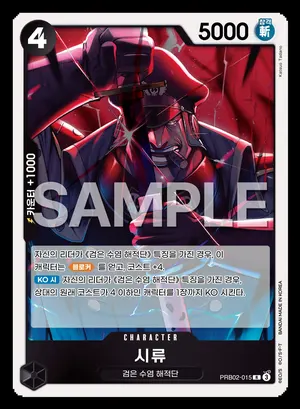 4
5000
참격
斬
카운터 +1000
SAMPLE
자신의 리더가 《검은 수염 해적단》 특징을 가진 경우, 이
캐릭터는 블로커 를 얻고, 코스트 +4.
KO 시 자신의 리더가 《검은 수염 해적단》 특징을 가진 경우,
상대의 원래 코스트가 4 이하인 캐릭터를 1장까지 KO 시킨다.
CHARACTER
시류
검은 수염 해적단
PRB02-015 R
BANDAI MADE IN KOREA